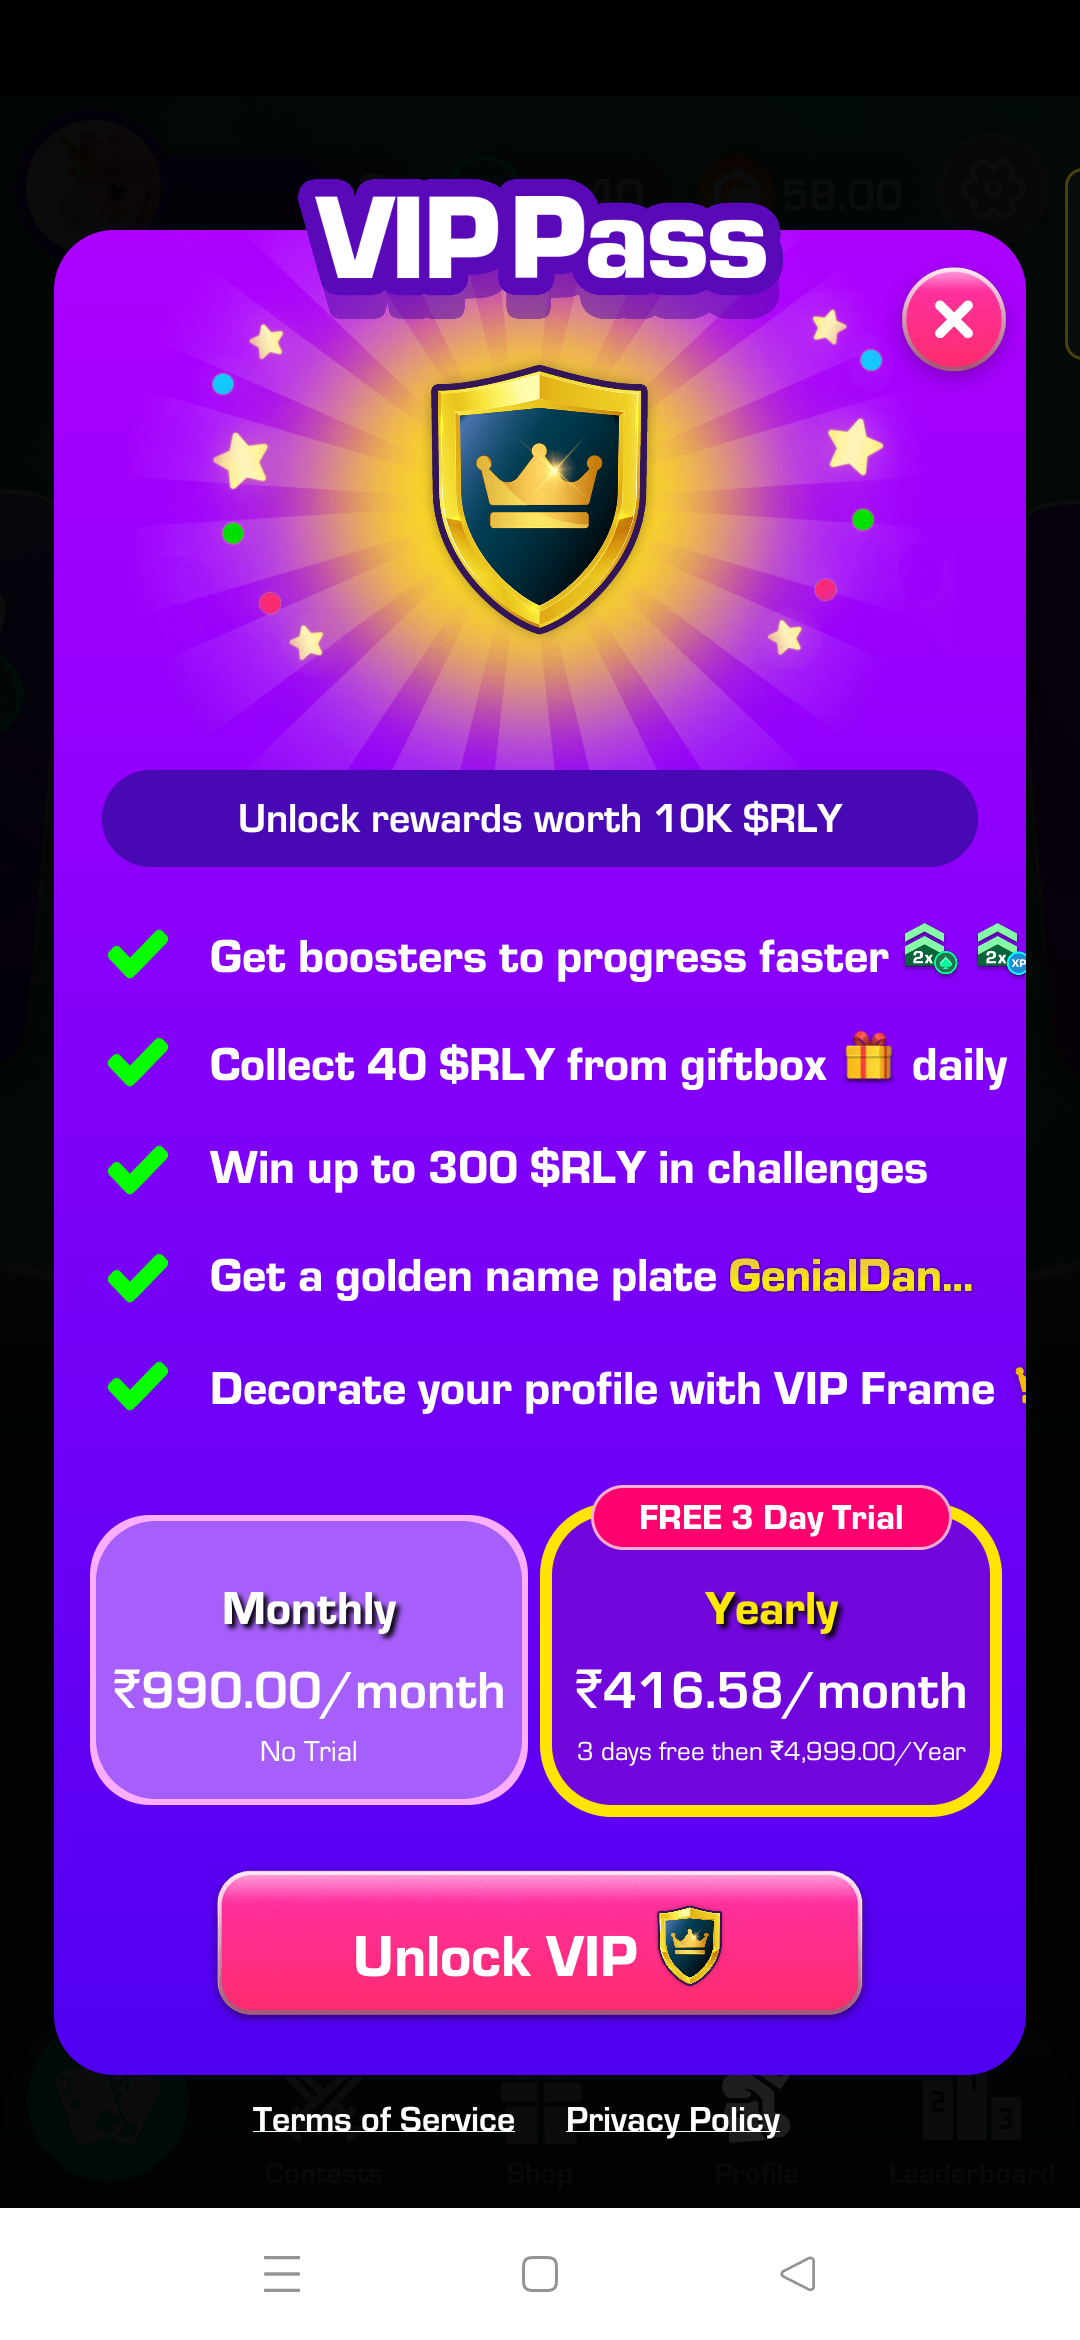 58.00
VIP Pass
Unlock rewards worth 10K $RLY
Get boosters to progress faster 2x 2x XP
Collect 40 $RLY from giftbox daily
Win up to 300 $RLY in challenges
Get a golden name plate GenialDan...
Decorate your profile with VIP Frame
FREE 3 Day Trial
Monthly
₹990.00/month
No Trial
Yearly
₹416.58/month
3 days free then ₹4,999.00/Year
Unlock VIP
Terms of Service Privacy Policy
2 3
Contests Shop Profile Leaderboard